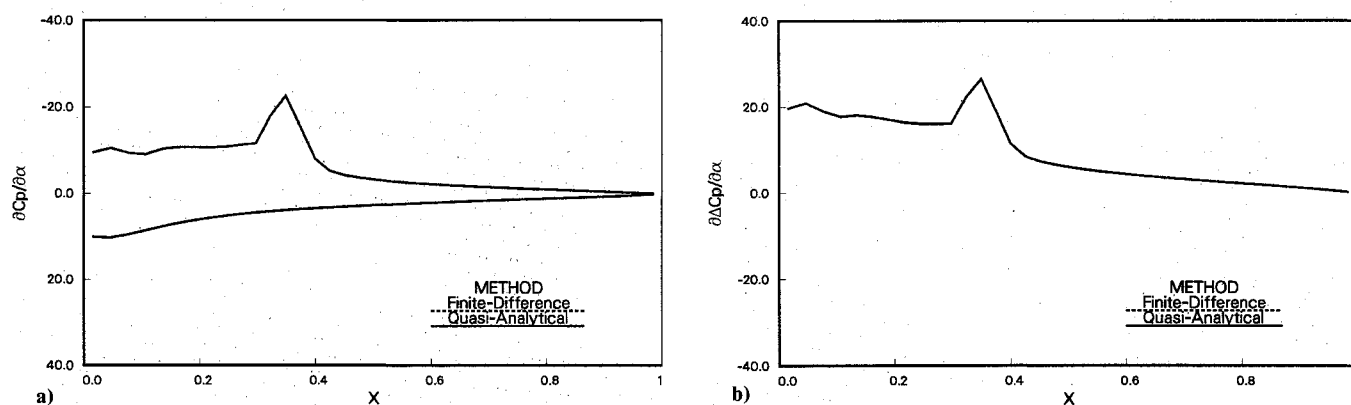 -40.0
-20.0
0.0
20.0
40.0
∂Cp/∂α
METHOD
Finite-Difference
Quasi-Analytical
0.0 0.2 0.4 0.6 0.8 1
X
a)
40.0
20.0
0.0
-20.0
-40.0
∂ΔCp/∂α
METHOD
Finite-Difference
Quasi-Analytical
0.0 0.2 0.4 0.6 0.8
X
b)